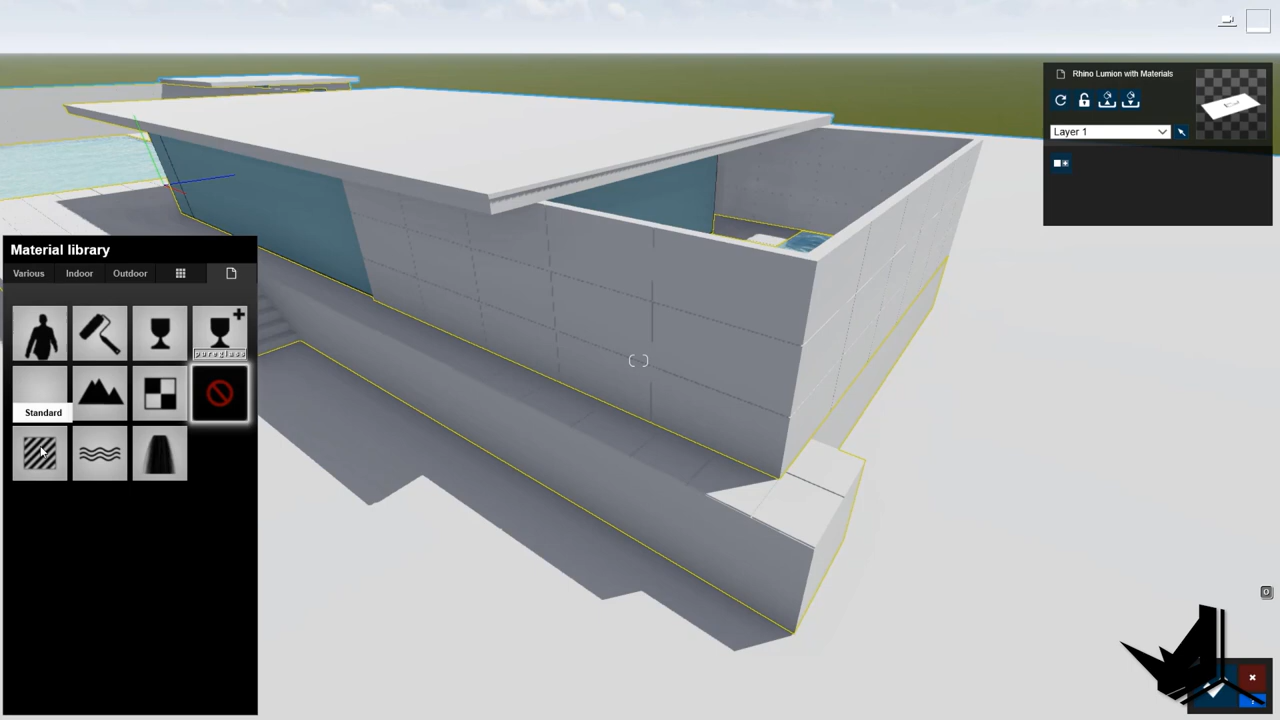 Rhino Lumion with Materials
Layer 1
Material library
Various Indoor Outdoor
pureglass
Standard
O